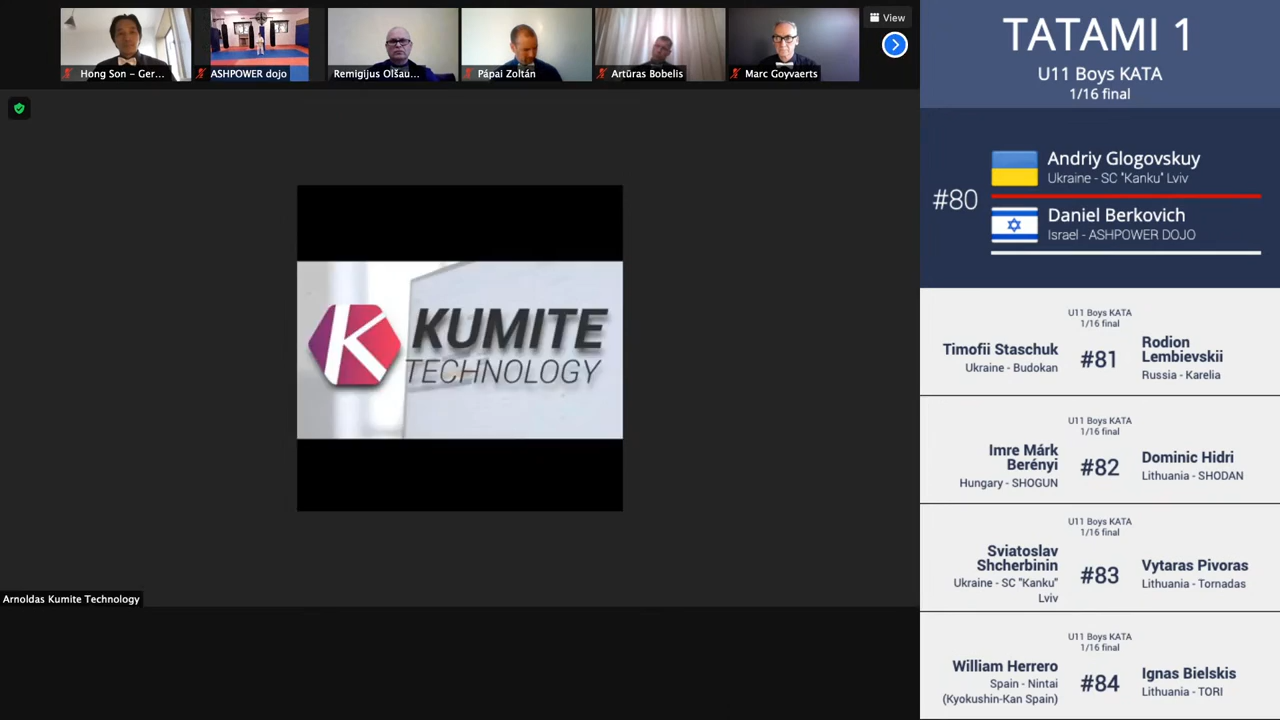 View
Hong Son – Ger...
ASHPOWER dojo
Remigijus Olšau...
Pápai Zoltán
Artūras Bobelis
Marc Goyvaerts
KUMITE
TECHNOLOGY
Arnoldas Kumite Technology
TATAMI 1
U11 Boys KATA
1/16 final
#80
Andriy Glogovskuy
Ukraine - SC "Kanku" Lviv
Daniel Berkovich
Israel - ASHPOWER DOJO
U11 Boys KATA
1/16 final
Timofii Staschuk
Ukraine - Budokan
#81
Rodion
Lembievskii
Russia - Karelia
U11 Boys KATA
1/16 final
Imre Márk
Berényi
Hungary - SHOGUN
#82
Dominic Hidri
Lithuania - SHODAN
U11 Boys KATA
1/16 final
Sviatoslav
Shcherbinin
Ukraine - SC "Kanku"
Lviv
#83
Vytaras Pivoras
Lithuania - Tornadas
U11 Boys KATA
1/16 final
William Herrero
Spain - Nintai
(Kyokushin-Kan Spain)
#84
Ignas Bielskis
Lithuania - TORI